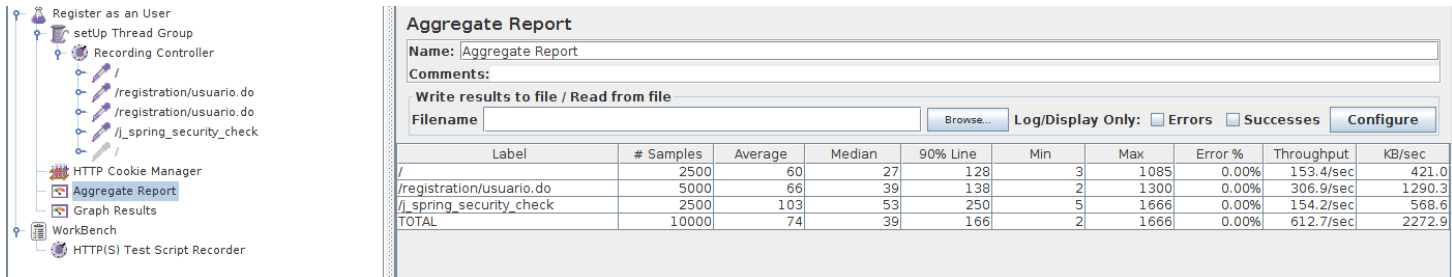 Register as an User
setUp Thread Group
Recording Controller
/
/registration/usuario.do
/registration/usuario.do
/j_spring_security_check
/
HTTP Cookie Manager
Aggregate Report
Graph Results
WorkBench
HTTP(S) Test Script Recorder
Aggregate Report
Name: Aggregate Report
Comments:
Write results to file / Read from file
Filename Browse... Log/Display Only: Errors Successes Configure
Label # Samples Average Median 90% Line Min Max Error % Throughput KB/sec
/ 2500 60 27 128 3 1085 0.00% 153.4/sec 421.0
/registration/usuario.do 5000 66 39 138 2 1300 0.00% 306.9/sec 1290.3
/j_spring_security_check 2500 103 53 250 5 1666 0.00% 154.2/sec 568.6
TOTAL 10000 74 39 166 2 1666 0.00% 612.7/sec 2272.9